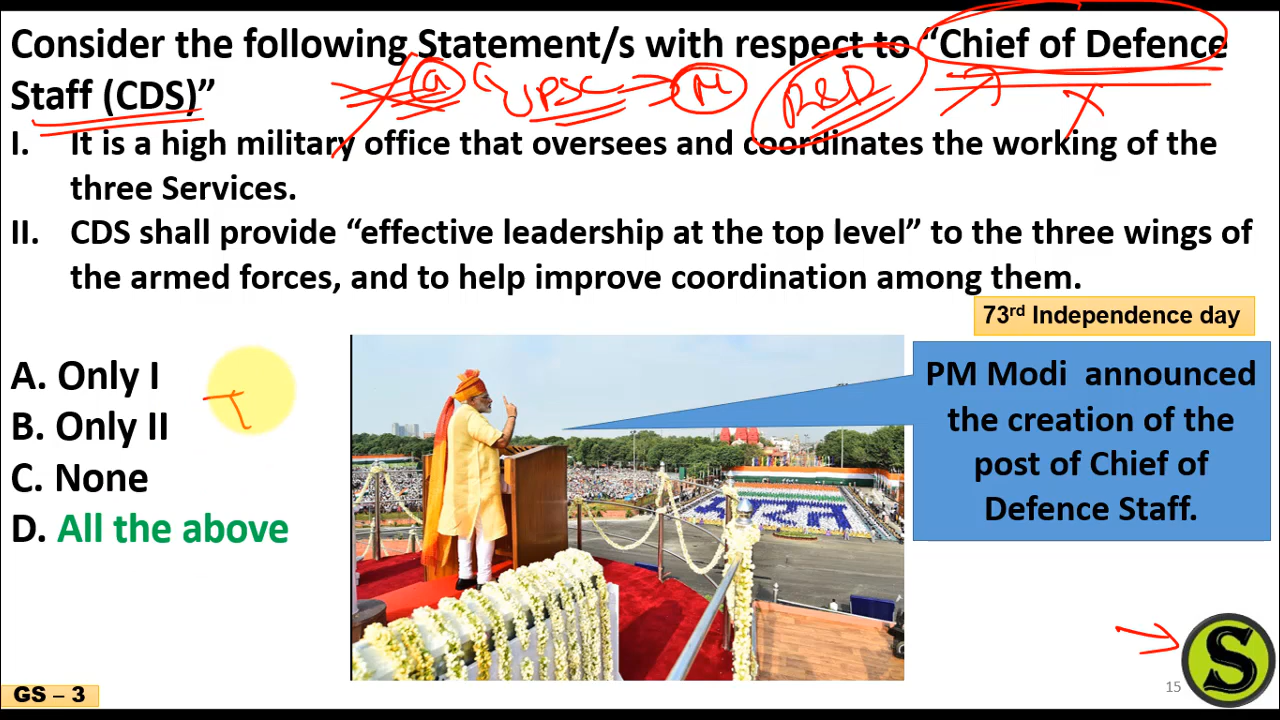 Consider the following Statement/s with respect to “Chief of Defence
Staff (CDS)”
UPSC
M
R&D
I. It is a high military office that oversees and coordinates the working of the
three Services.
II. CDS shall provide “effective leadership at the top level” to the three wings of
the armed forces, and to help improve coordination among them.
73rd Independence day
A. Only I
B. Only II
C. None
D. All the above
PM Modi announced
the creation of the
post of Chief of
Defence Staff.
S
15
GS – 3